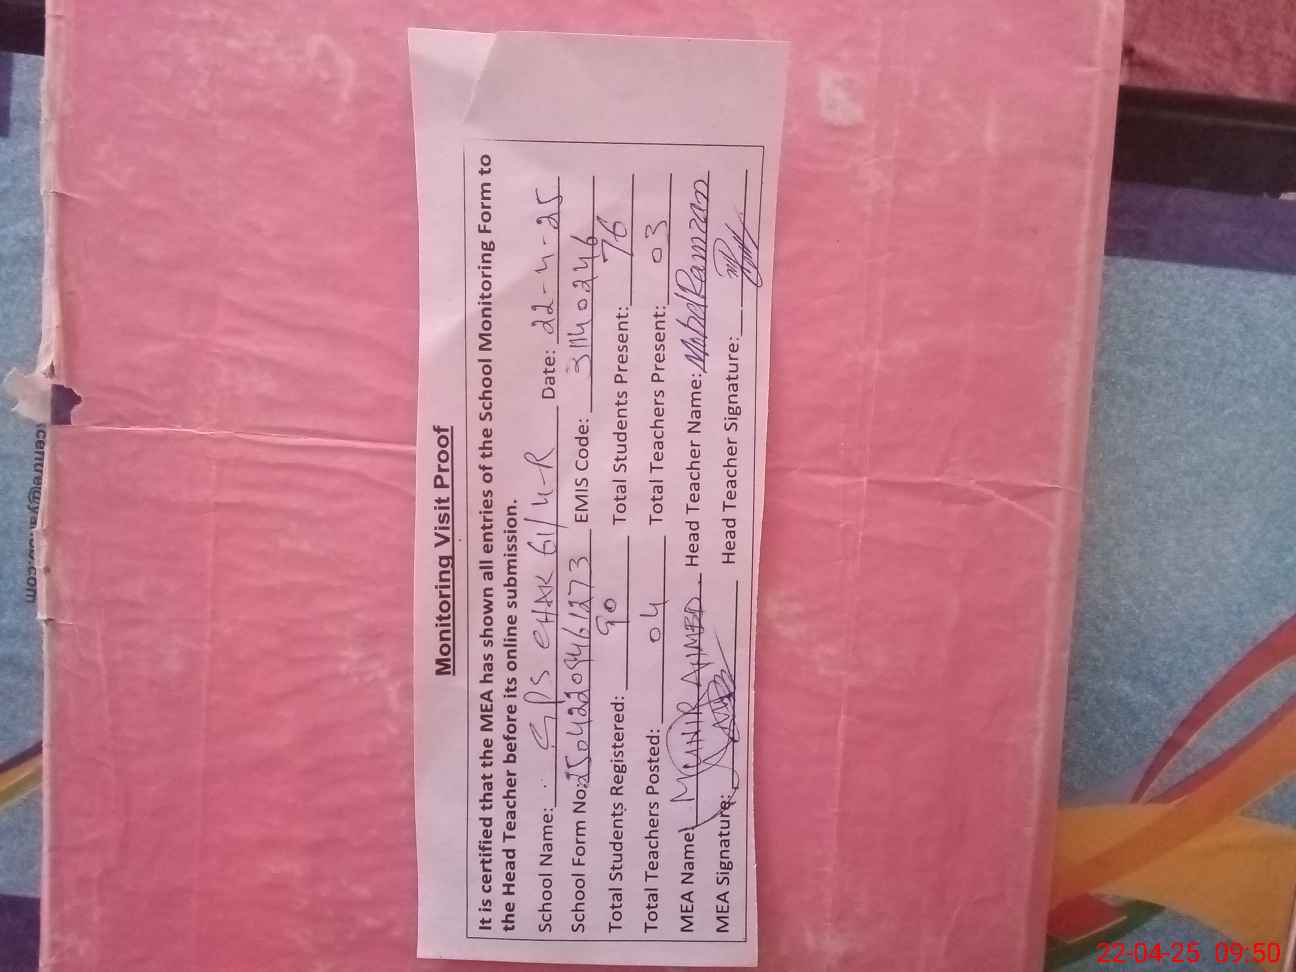 Monitoring Visit Proof
It is certified that the MEA has shown all entries of the School Monitoring Form to
the Head Teacher before its online submission.
School Name: GPS CHAK 61/4-R Date: 22-4-25
School Form No: EMIS Code: 31140246
Total Students Registered: 90 Total Students Present: 76
Total Teachers Posted: 04 Total Teachers Present: 03
MEA Name: MUNIR AHMED Head Teacher Name: Ramzan
MEA Signature: Head Teacher Signature:
22-04-25 09:50